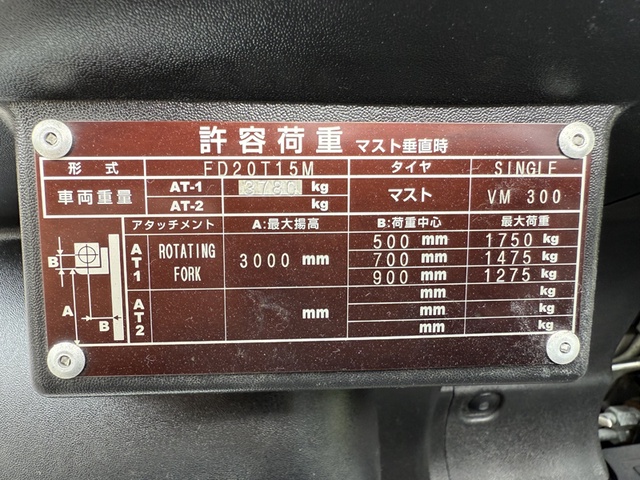 許容荷重 マスト垂直時
形式 FD20T15M タイヤ SINGLE
車両重量 AT-1 3780 kg マスト VM 300
AT-2 kg
アタッチメント A:最大揚高 B:荷重中心 最大荷重
AT1 ROTATING FORK 3000 mm 500 mm 1750 kg
700 mm 1475 kg
900 mm 1275 kg
AT2 mm mm kg
mm kg
mm kg
B
A
B